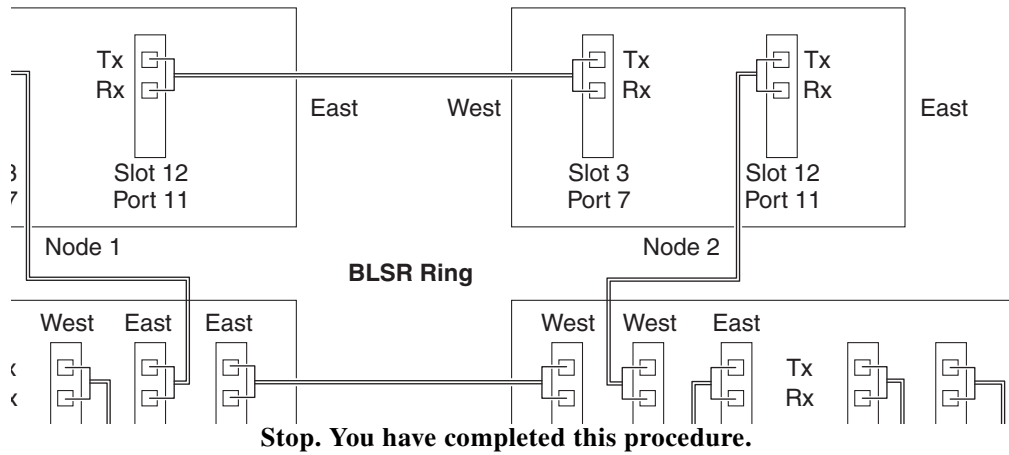 Tx
Rx
East
West
Tx
Rx
Tx
Rx
East
Slot 12
Port 11
Slot 3
Port 7
Slot 12
Port 11
Node 1
Node 2
BLSR Ring
West East East
West West East
Tx
Rx
Stop. You have completed this procedure.